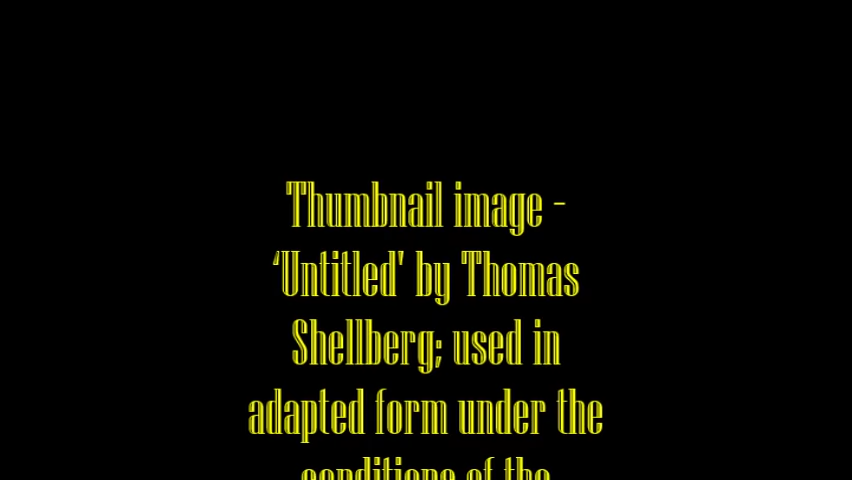 Thumbnail image -
‘Untitled' by Thomas
Shellberg; used in
adapted form under the
conditions of the